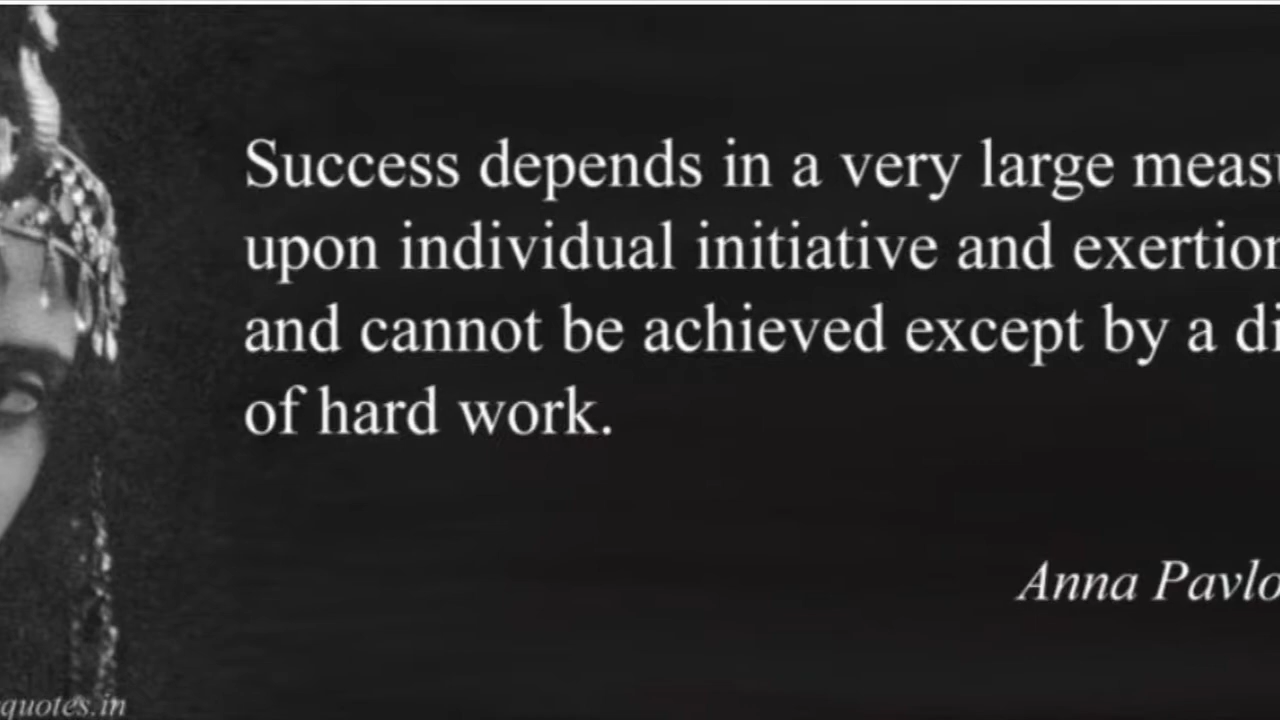 Success depends in a very large
upon individual initiative and
and cannot be achieved except by a
of hard work.
Anna
quotes.in